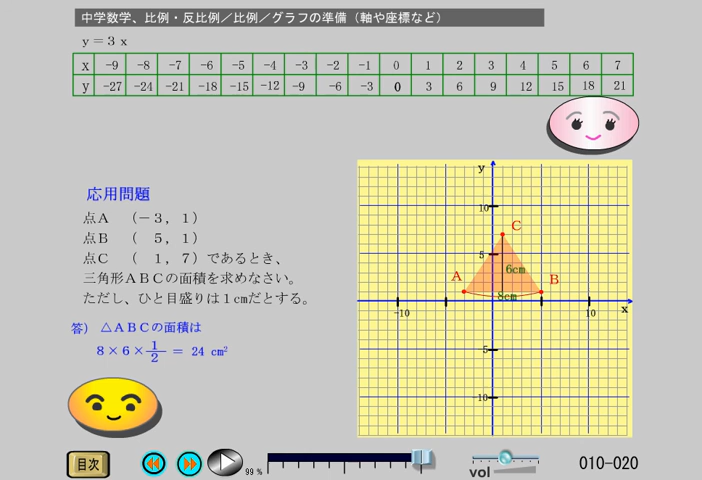 中学数学、比例・反比例／比例／グラフの準備（軸や座標など）
y＝3 x
x -9 -8 -7 -6 -5 -4 -3 -2 -1 0 1 2 3 4 5 6 7
y -27 -24 -21 -18 -15 -12 -9 -6 -3 0 3 6 9 12 15 18 21
応用問題
点A （－3, 1）
点B （ 5, 1）
点C （ 1, 7）であるとき、
三角形ＡＢＣの面積を求めなさい。
ただし、ひと目盛りは１㎝だとする。
答） △ＡＢＣの面積は
8×6×1/2 ＝ 24 cm²
y
10
C
5
6cm
A
B
8cm
-10
10
x
-5
-10
目次
99 %
vol
010-020